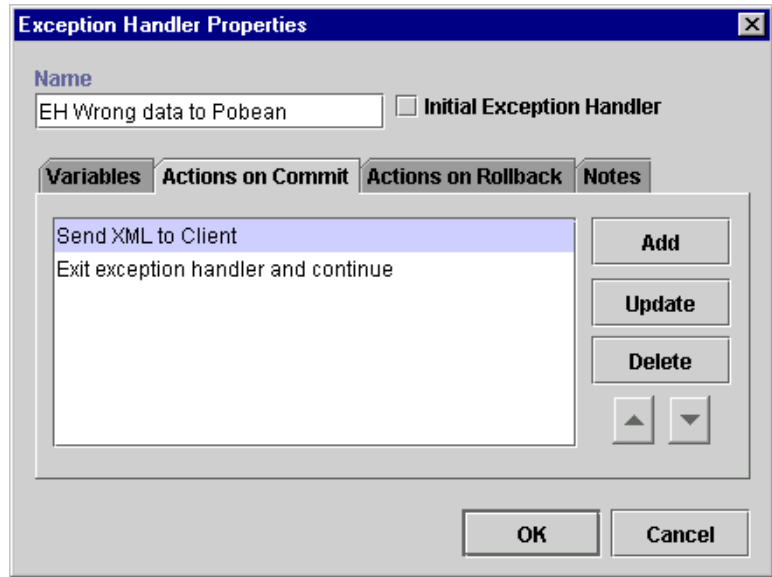 Exception Handler Properties
Name
EH Wrong data to Pobean
Initial Exception Handler
Variables Actions on Commit Actions on Rollback Notes
Send XML to Client
Exit exception handler and continue
Add
Update
Delete
OK Cancel